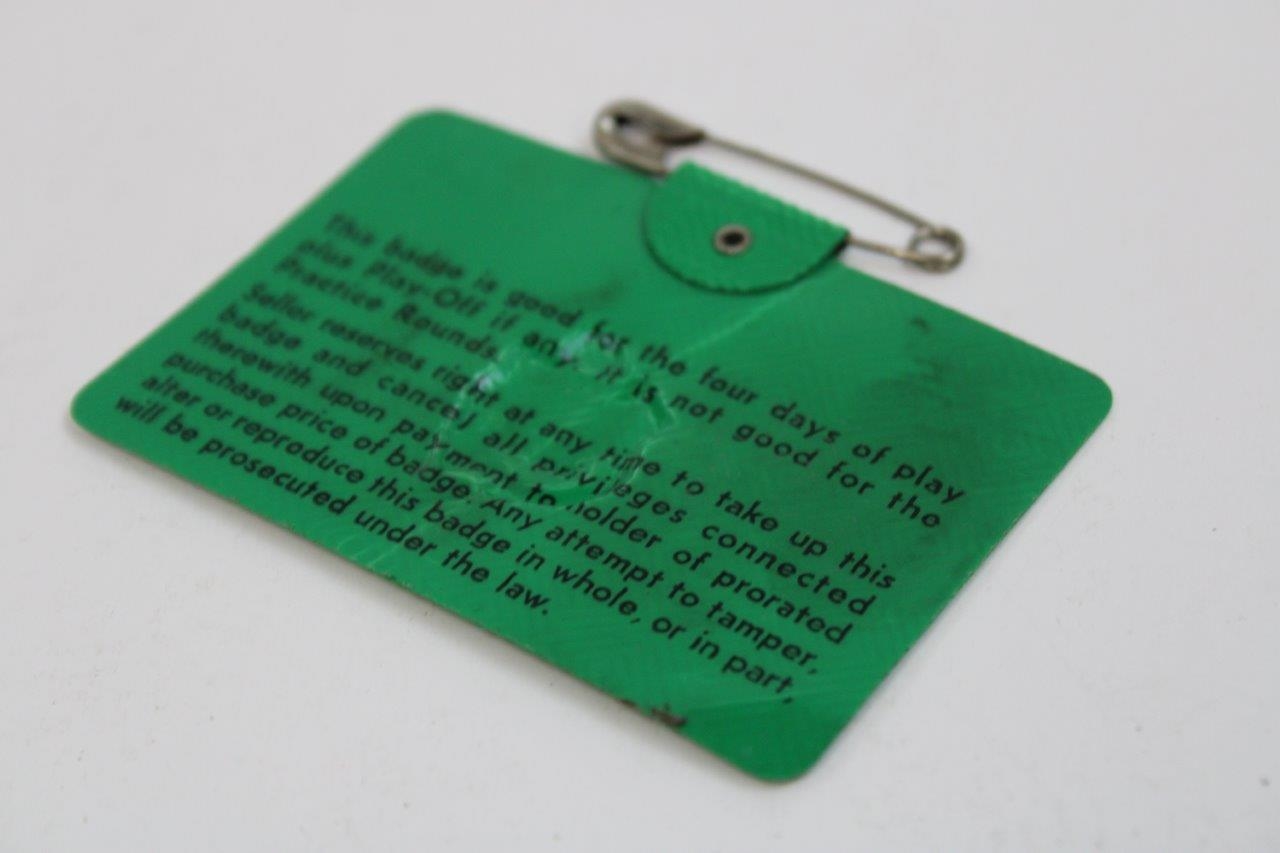 This badge is good for the four days of play
plus Play-Off if any. It is not good for the
Practice Rounds.
Seller reserves right at any time to take up this
badge and cancel all privileges connected
therewith upon payment to holder of prorated
purchase price of badge. Any attempt to tamper,
alter or reproduce this badge in whole, or in part,
will be prosecuted under the law.